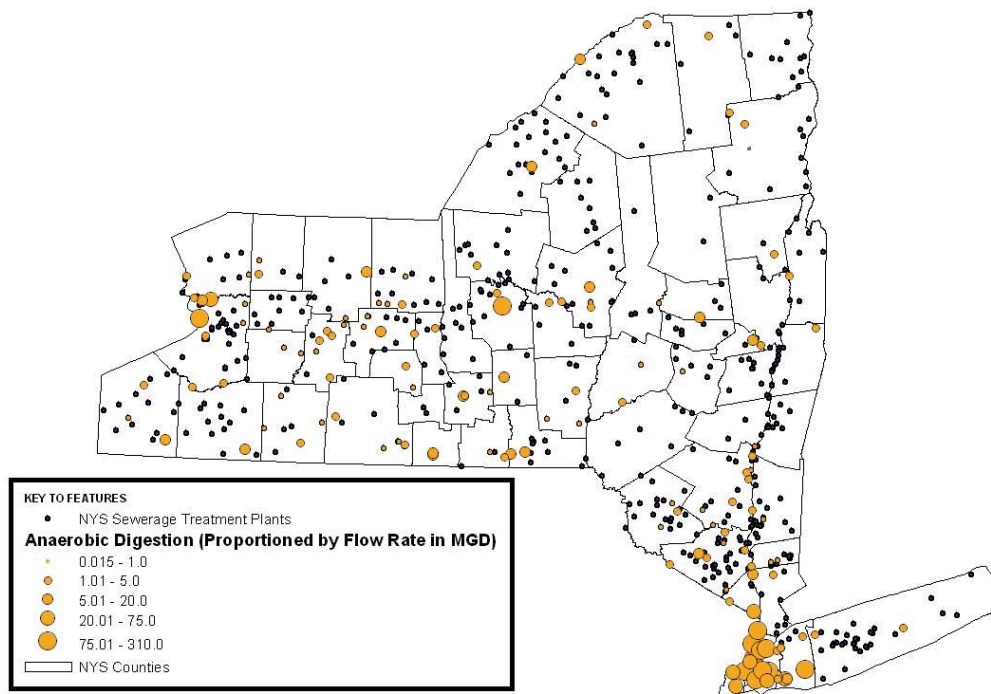 KEY TO FEATURES
NYS Sewerage Treatment Plants
Anaerobic Digestion (Proportioned by Flow Rate in MGD)
0.015 - 1.0
1.01 - 5.0
5.01 - 20.0
20.01 - 75.0
75.01 - 310.0
NYS Counties